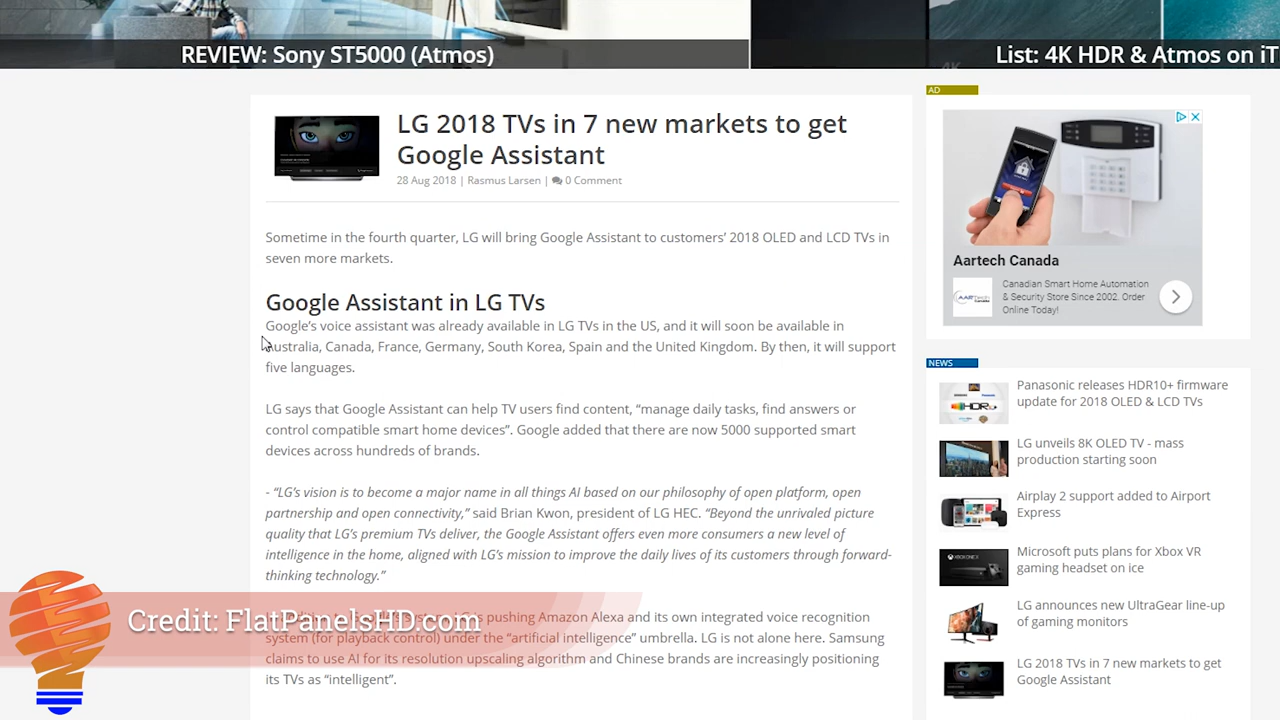 REVIEW: Sony ST5000 (Atmos)
List: 4K HDR & Atmos on iT
LG 2018 TVs in 7 new markets to get
Google Assistant
28 Aug 2018 | Rasmus Larsen | 0 Comment
Sometime in the fourth quarter, LG will bring Google Assistant to customers’ 2018 OLED and LCD TVs in
seven more markets.
Google Assistant in LG TVs
Google’s voice assistant was already available in LG TVs in the US, and it will soon be available in
Australia, Canada, France, Germany, South Korea, Spain and the United Kingdom. By then, it will support
five languages.
LG says that Google Assistant can help TV users find content, “manage daily tasks, find answers or
control compatible smart home devices”. Google added that there are now 5000 supported smart
devices across hundreds of brands.
- “LG’s vision is to become a major name in all things AI based on our philosophy of open platform, open
partnership and open connectivity,” said Brian Kwon, president of LG HEC. “Beyond the unrivaled picture
quality that LG’s premium TVs deliver, the Google Assistant offers even more consumers a new level of
intelligence in the home, aligned with LG’s mission to improve the daily lives of its customers through forward-
thinking technology.”
pushing Amazon Alexa and its own integrated voice recognition
system (for playback control) under the “artificial intelligence” umbrella. LG is not alone here. Samsung
claims to use AI for its resolution upscaling algorithm and Chinese brands are increasingly positioning
its TVs as “intelligent”.
Credit: FlatPanelsHD.com
AD
Aartech Canada
Canadian Smart Home Automation
& Security Store Since 2002. Order
Online Today!
NEWS
Panasonic releases HDR10+ firmware
update for 2018 OLED & LCD TVs
LG unveils 8K OLED TV - mass
production starting soon
Airplay 2 support added to Airport
Express
Microsoft puts plans for Xbox VR
gaming headset on ice
LG announces new UltraGear line-up
of gaming monitors
LG 2018 TVs in 7 new markets to get
Google Assistant